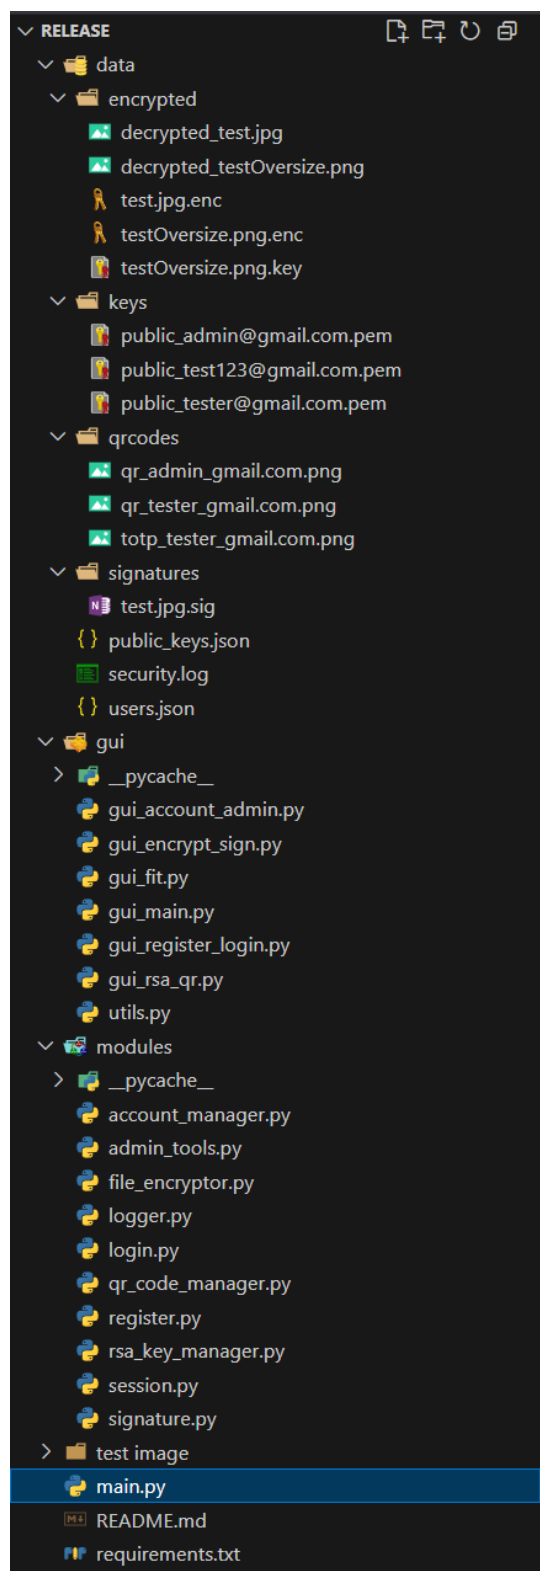 RELEASE
data
encrypted
decrypted_test.jpg
decrypted_testOversize.png
test.jpg.enc
testOversize.png.enc
testOversize.png.key
keys
public_admin@gmail.com.pem
public_test123@gmail.com.pem
public_tester@gmail.com.pem
qrcodes
qr_admin_gmail.com.png
qr_tester_gmail.com.png
totp_tester_gmail.com.png
signatures
N test.jpg.sig
{ } public_keys.json
security.log
{ } users.json
gui
__pycache__
gui_account_admin.py
gui_encrypt_sign.py
gui_fit.py
gui_main.py
gui_register_login.py
gui_rsa_qr.py
utils.py
modules
__pycache__
account_manager.py
admin_tools.py
file_encryptor.py
logger.py
login.py
qr_code_manager.py
register.py
rsa_key_manager.py
session.py
signature.py
test image
main.py
M README.md
requirements.txt